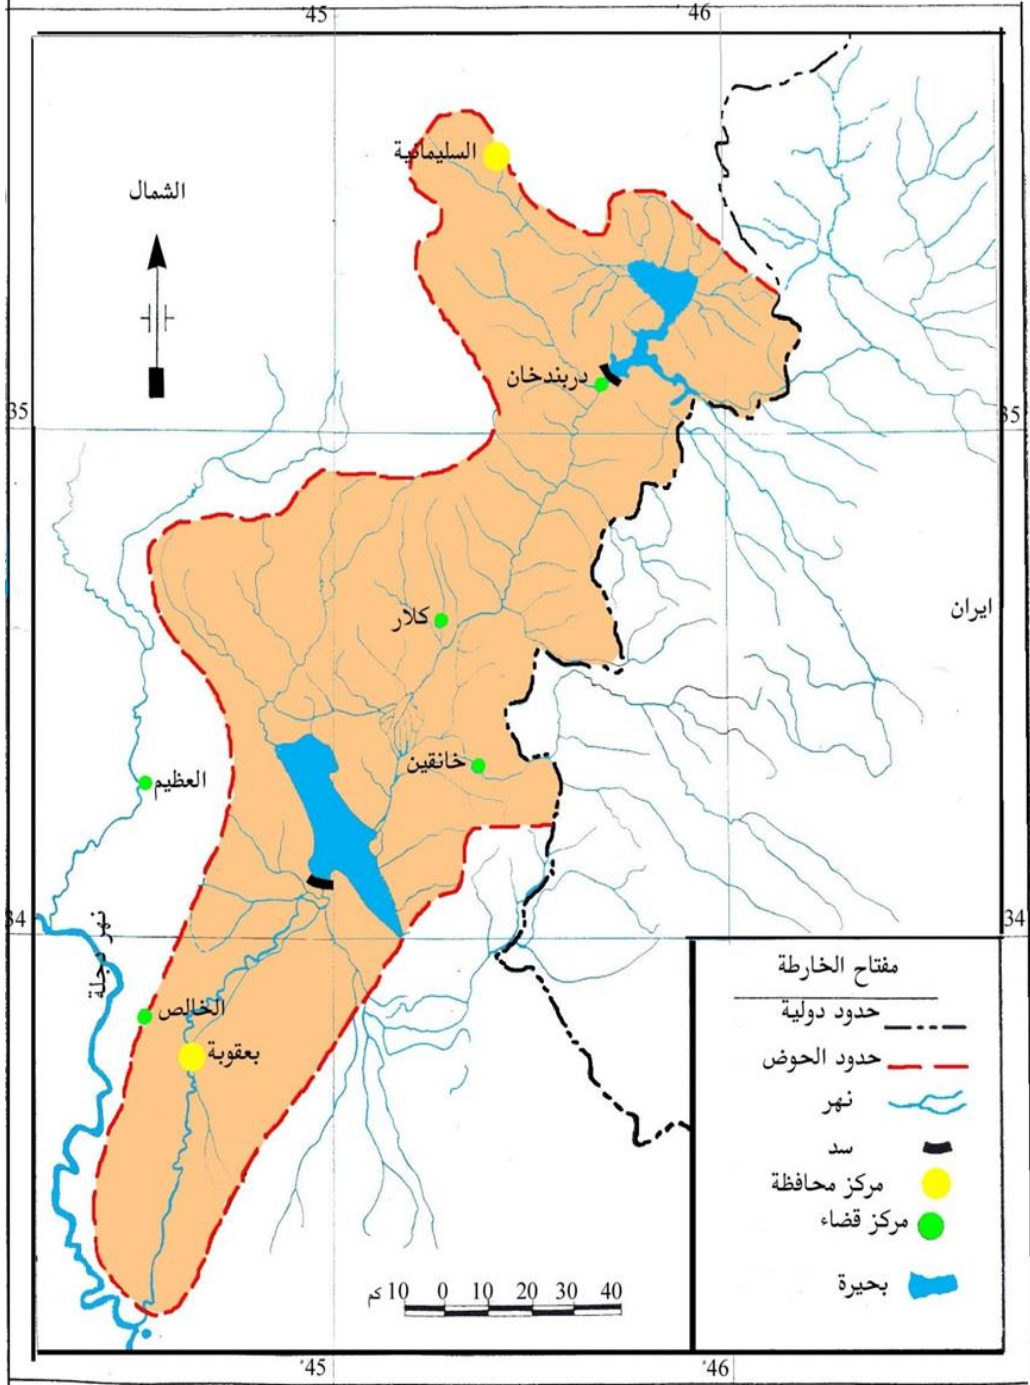 °45
°46
الشمال
السليمانية
دربندخان
35
35
كلار
ايران
خانقين
العظيم
34
34
نهر دجلة
الخالص
بعقوبة
مفتاح الخارطة
حدود دولية
حدود الحوض
نهر
سد
مركز محافظة
مركز قضاء
بحيرة
كم 10 0 10 20 30 40
°45
°46